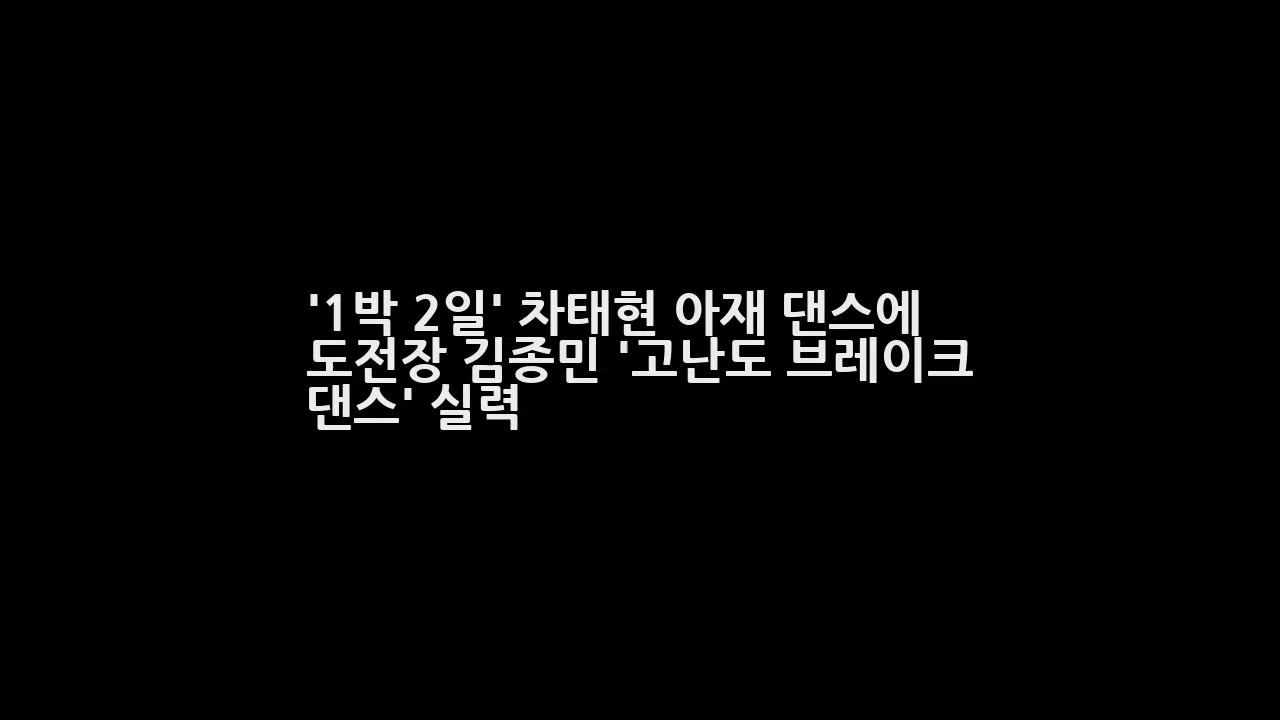 '1박 2일' 차태현 아재 댄스에
도전장 김종민 '고난도 브레이크
댄스' 실력